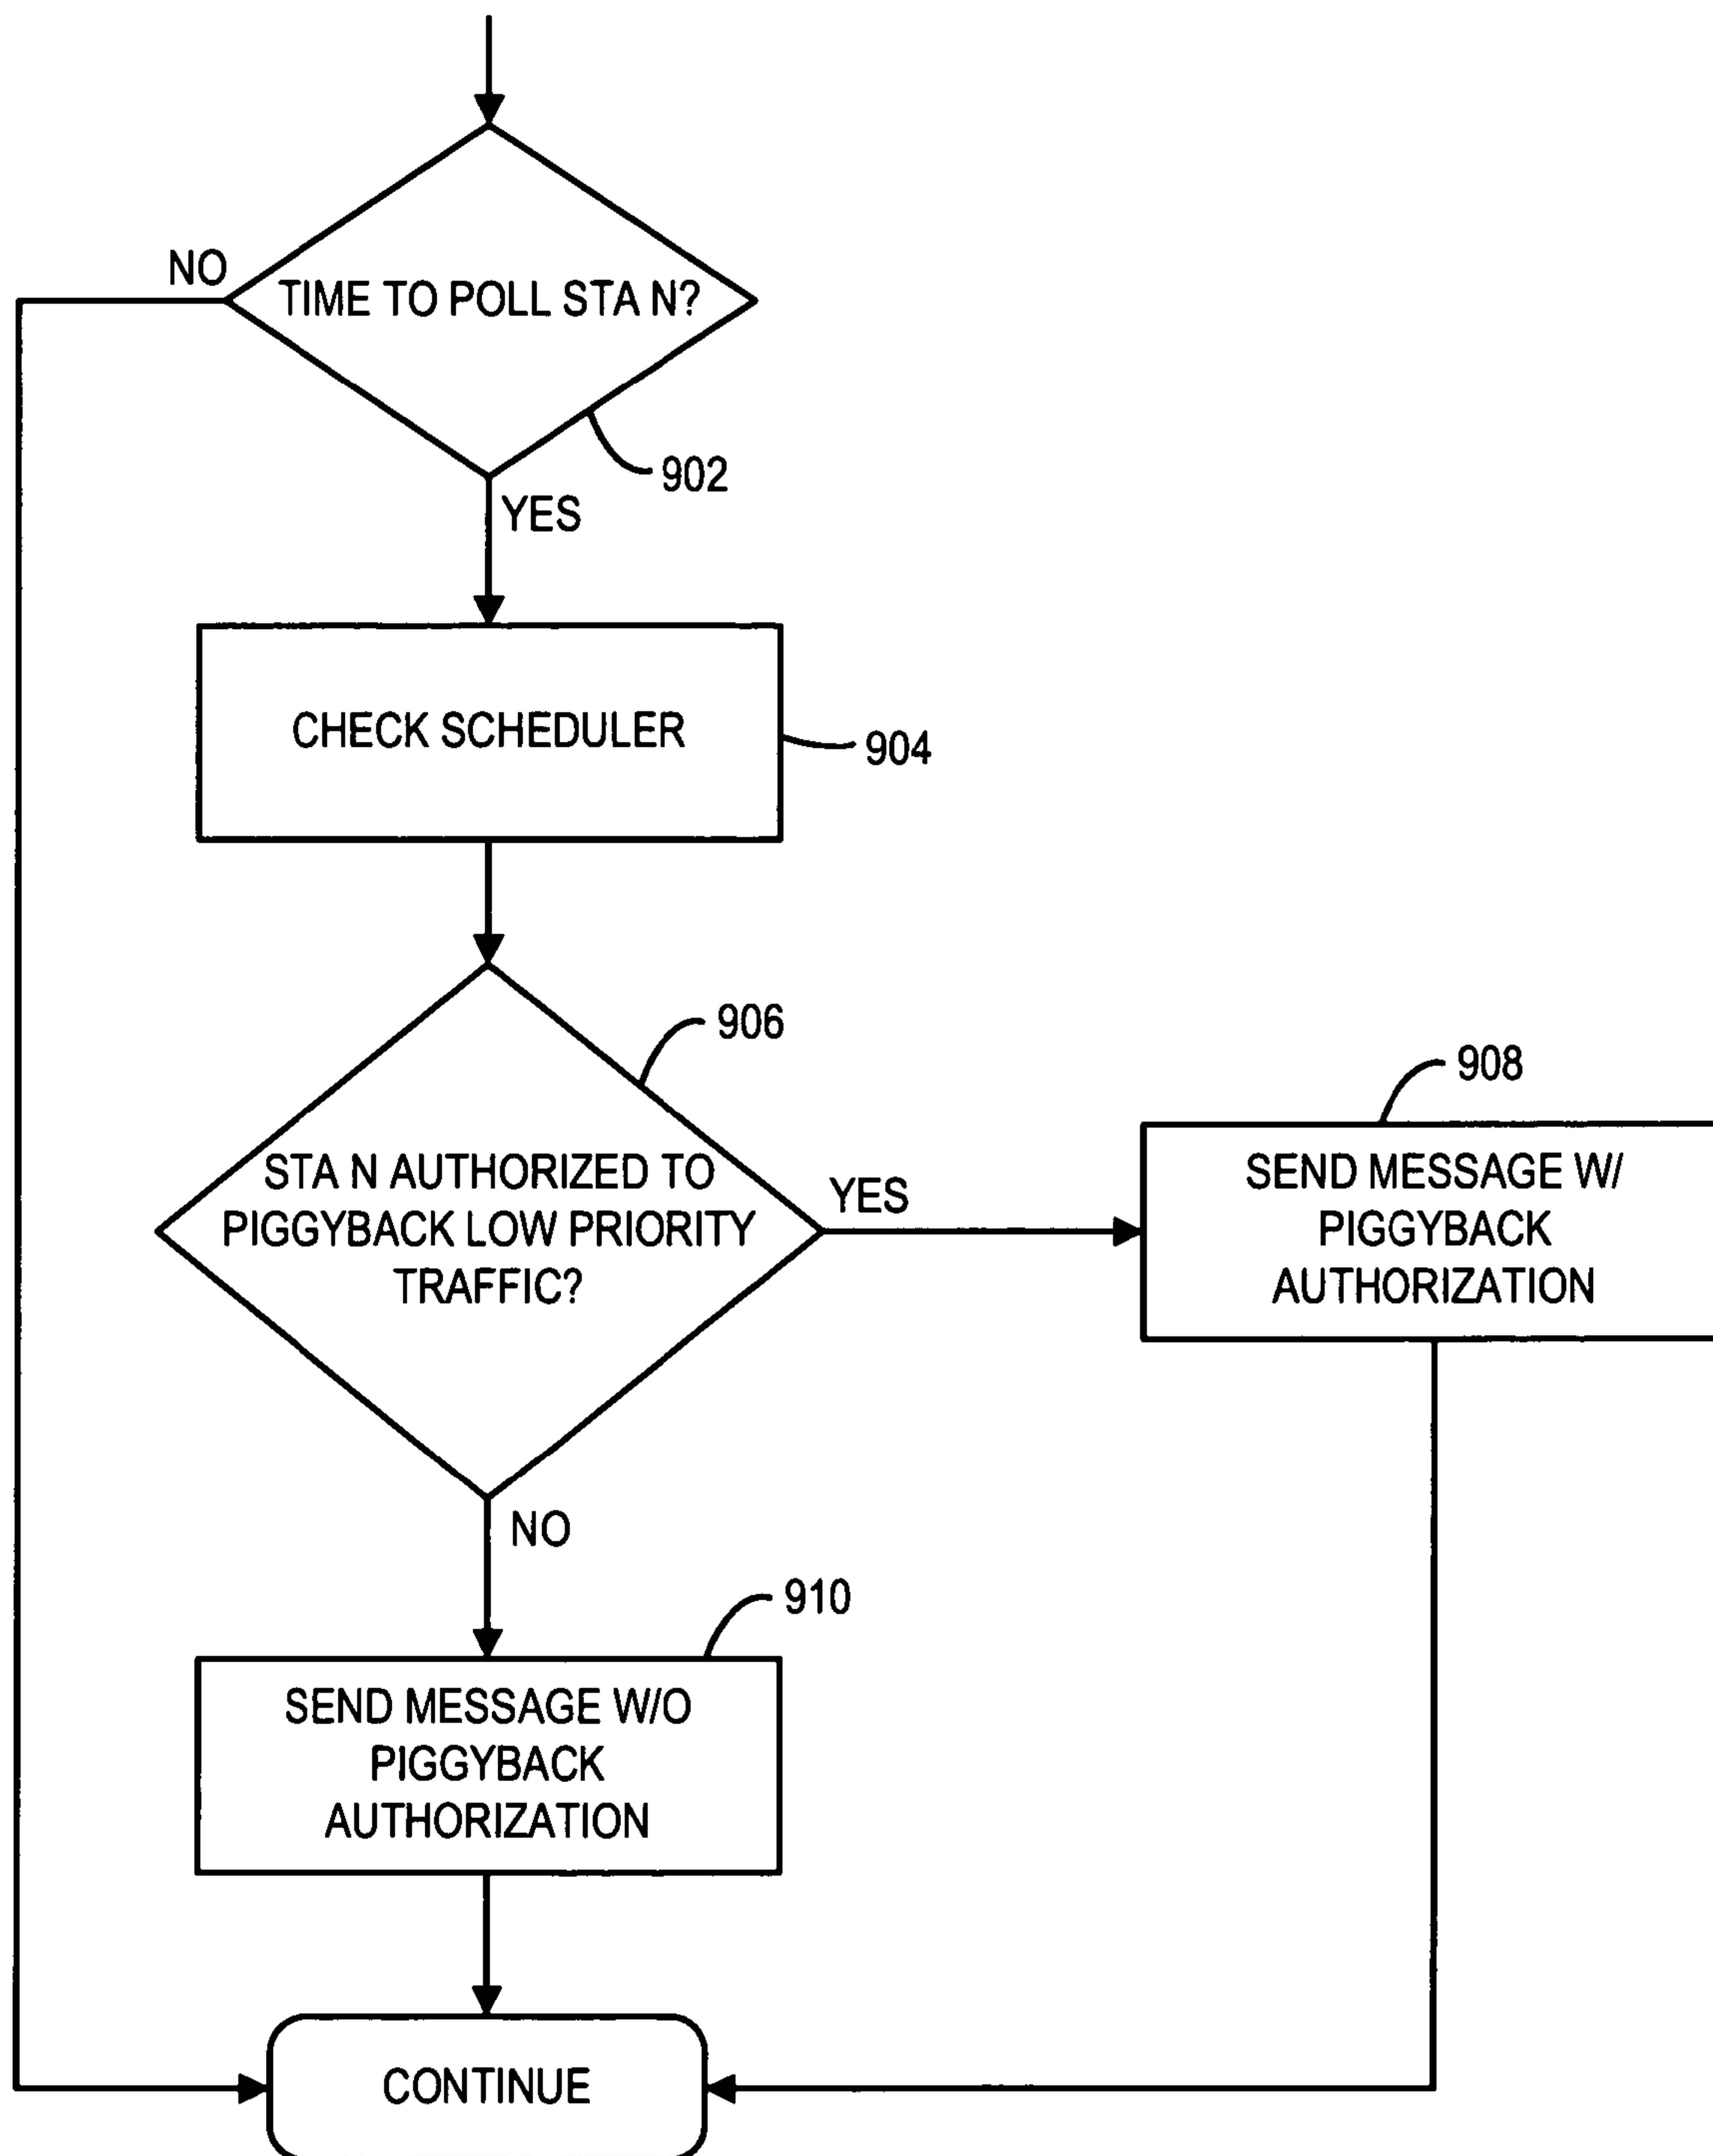 NO
TIME TO POLL STA N?
902
YES
CHECK SCHEDULER
904
906
908
STA N AUTHORIZED TO
PIGGYBACK LOW PRIORITY
TRAFFIC?
YES
SEND MESSAGE W/
PIGGYBACK
AUTHORIZATION
NO
910
SEND MESSAGE W/O
PIGGYBACK
AUTHORIZATION
CONTINUE